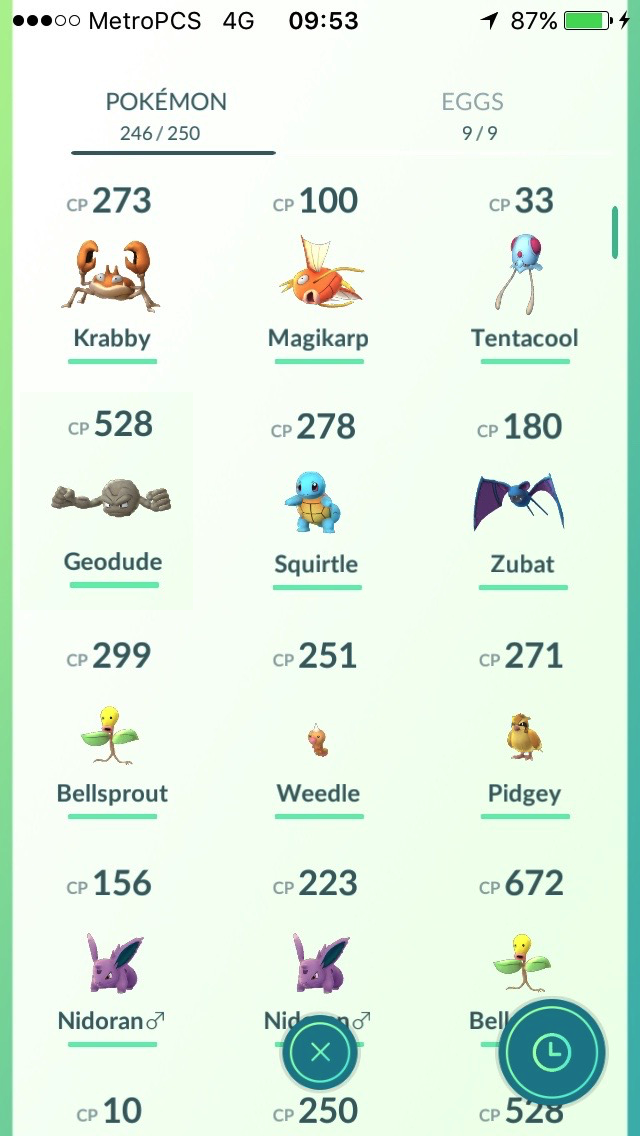 MetroPCS 4G 09:53 87%
POKÉMON EGGS
246 / 250 9 / 9
CP 273 CP 100 CP 33
Krabby Magikarp Tentacool
CP 528 CP 278 CP 180
Geodude Squirtle Zubat
CP 299 CP 251 CP 271
Bellsprout Weedle Pidgey
CP 156 CP 223 CP 672
Nidoran♂ Nid n♂ Bell
CP 10 CP 250 CP 528